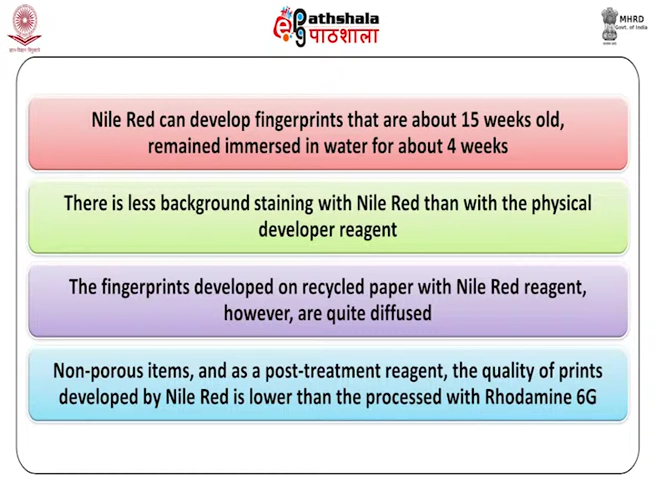 ePathshala
पाठशाला
MHRD
Govt. of India
Nile Red can develop fingerprints that are about 15 weeks old,
remained immersed in water for about 4 weeks
There is less background staining with Nile Red than with the physical
developer reagent
The fingerprints developed on recycled paper with Nile Red reagent,
however, are quite diffused
Non-porous items, and as a post-treatment reagent, the quality of prints
developed by Nile Red is lower than the processed with Rhodamine 6G